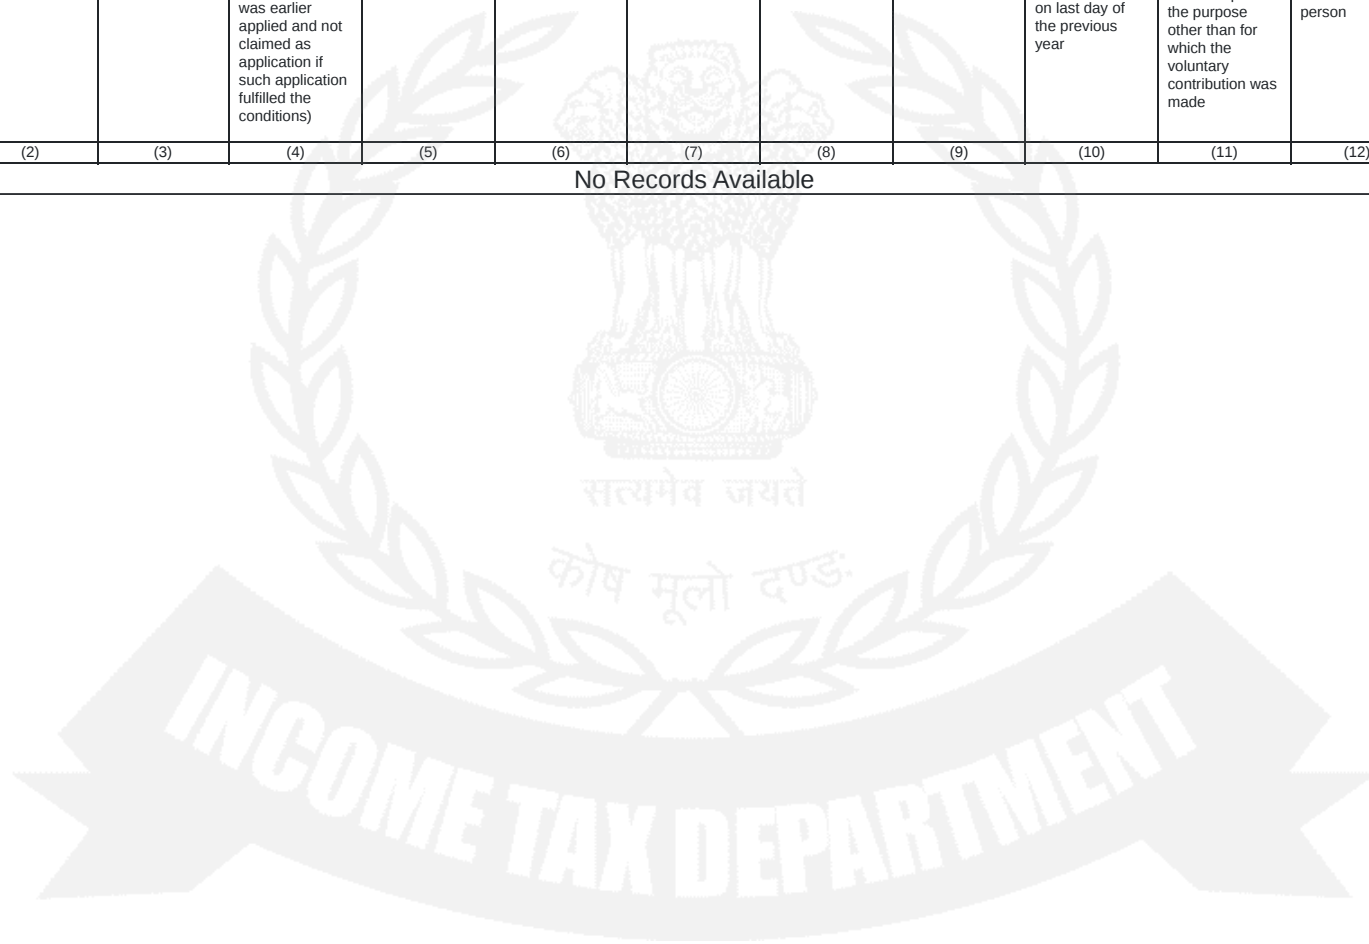 was earlier
applied and not
claimed as
application if
such application
fulfilled the
conditions)
on last day of
the previous
year
the purpose
other than for
which the
voluntary
contribution was
made
person
(2) (3) (4) (5) (6) (7) (8) (9) (10) (11) (12)
No Records Available
सत्यमेव जयते
कोष मूलो दण्डः
INCOME TAX DEPARTMENT